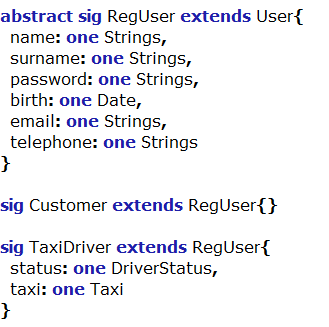 abstract sig RegUser extends User{
name: one Strings,
surname: one Strings,
password: one Strings,
birth: one Date,
email: one Strings,
telephone: one Strings
}
sig Customer extends RegUser{}
sig TaxiDriver extends RegUser{
status: one DriverStatus,
taxi: one Taxi
}